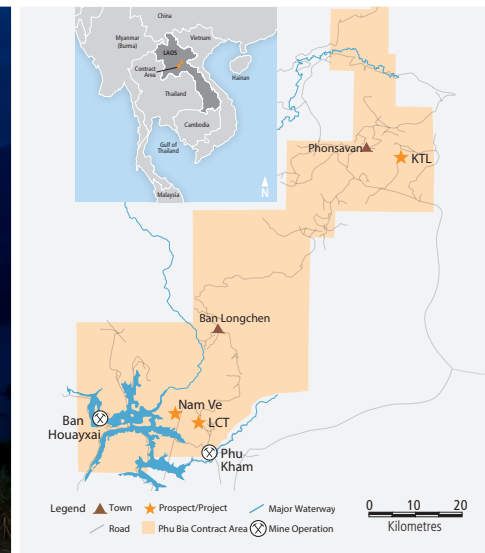 China
Myanmar
(Burma)
Vietnam
LAOS
Contract
Area
Hainan
Thailand
Cambodia
Gulf of
Thailand
Malaysia
N
Phonsavan
KTL
Ban Longchen
Nam Ve
LCT
Ban
Houayxai
Phu
Kham
Legend Town Prospect/Project Major Waterway
Road Phu Bia Contract Area Mine Operation
0 10 20
Kilometres